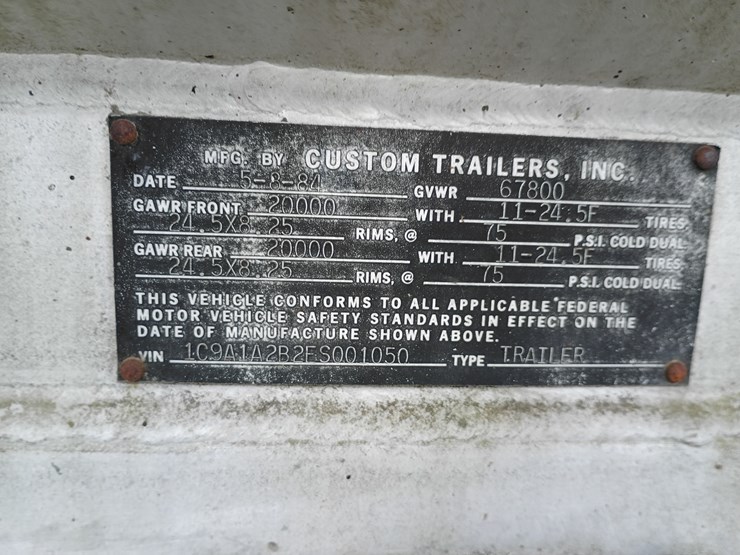 MFG. BY CUSTOM TRAILERS, INC.
DATE 5-8-84 GVWR 67800
GAWR FRONT 20000 WITH 11-24.5F TIRES
24.5X8.25 RIMS, @ 75 P.S.I. COLD DUAL
GAWR REAR 20000 WITH 11-24.5F TIRES
24.5X8.25 RIMS, @ 75 P.S.I. COLD DUAL
THIS VEHICLE CONFORMS TO ALL APPLICABLE FEDERAL
MOTOR VEHICLE SAFETY STANDARDS IN EFFECT ON THE
DATE OF MANUFACTURE SHOWN ABOVE.
VIN 1C9A1A2B2ES001050 TYPE TRAILER